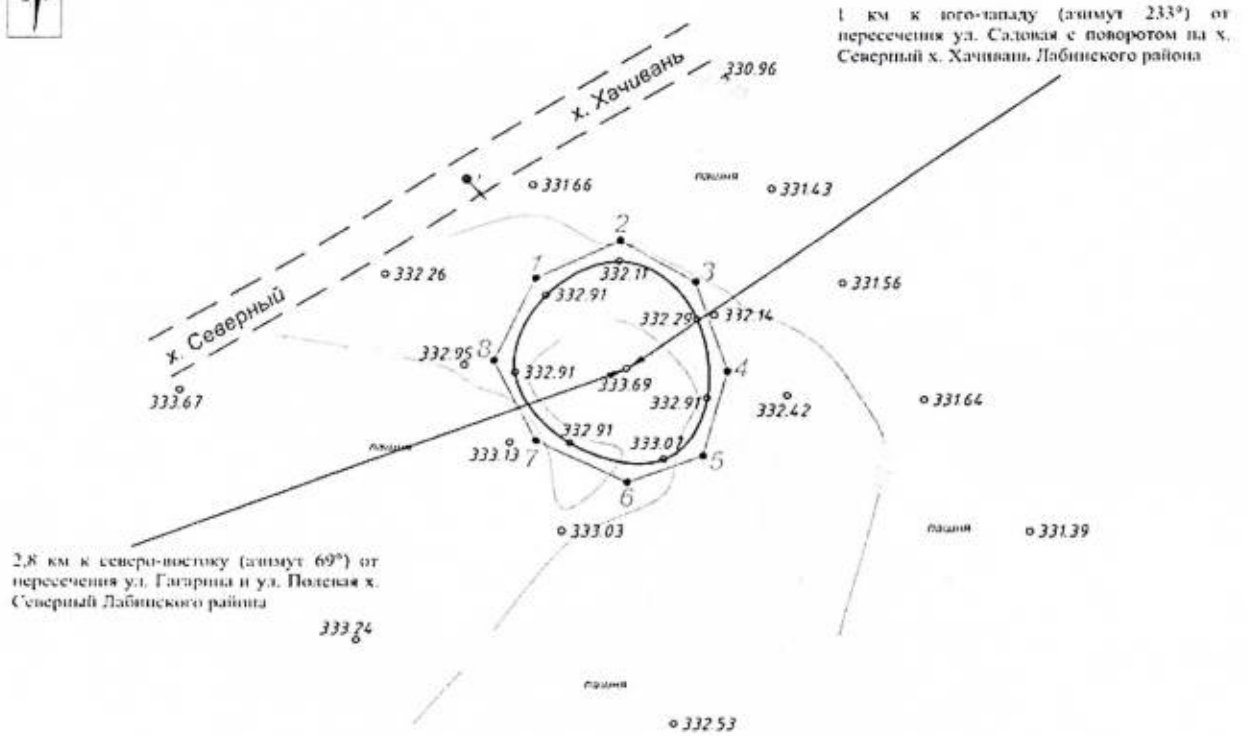 1 км к юго-западу (азимут 233°) от
пересечения ул. Садовая с поворотом на х.
Северный х. Хачивань Лабинского района
х. Хачивань
330.96
331.66
пашня
331.43
2
332.26
1
332.11
3
331.56
332.91
х. Северный
332.29
332.14
332.95
8
332.91
333.69
4
333.67
332.91
332.42
331.64
332.91
пашня
333.13
7
333.07
5
6
333.03
пашня
331.39
2,8 км к северо-востоку (азимут 69°) от
пересечения ул. Гагарина и ул. Полевая х.
Северный Лабинского района
333.24
пашня
332.53